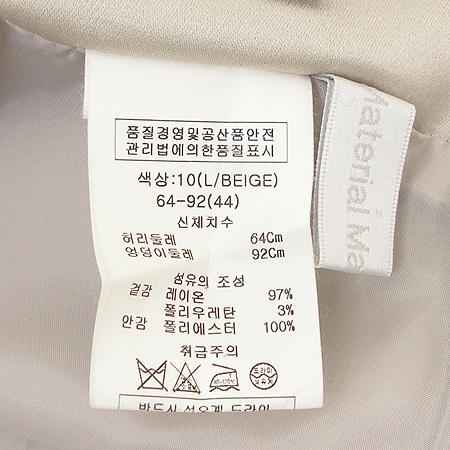 품질경영및공산품안전
관리법에의한품질표시
색상:10(L/BEIGE)
64-92(44)
신체치수
허리둘레 64Cm
엉덩이둘레 92Cm
섬유의 조성
겉감 레이온 97%
폴리우레탄 3%
안감 폴리에스터 100%
취급주의
드라이
Material Ma